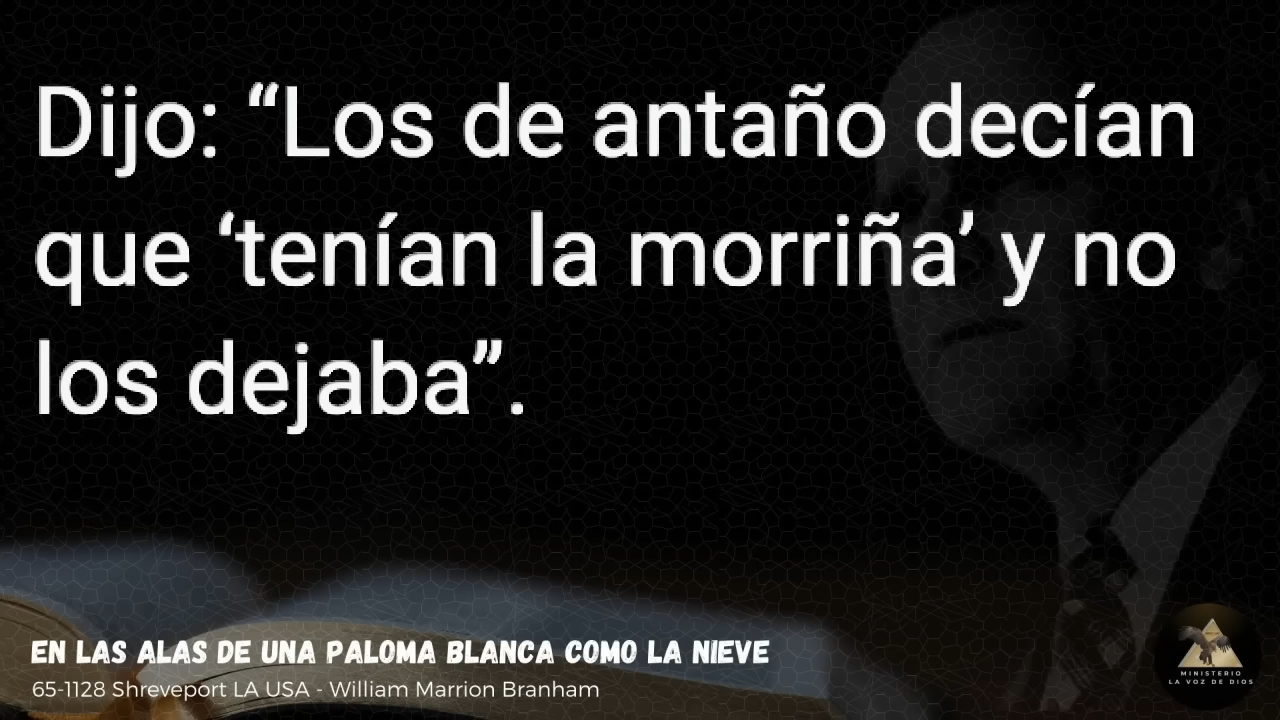 Dijo: “Los de antaño decían
que ‘tenían la morriña’ y no
los dejaba”.
EN LAS ALAS DE UNA PALOMA BLANCA COMO LA NIEVE
65-1128 Shreveport LA USA - William Marrion Branham
MINISTERIO
LA VOZ DE DIOS